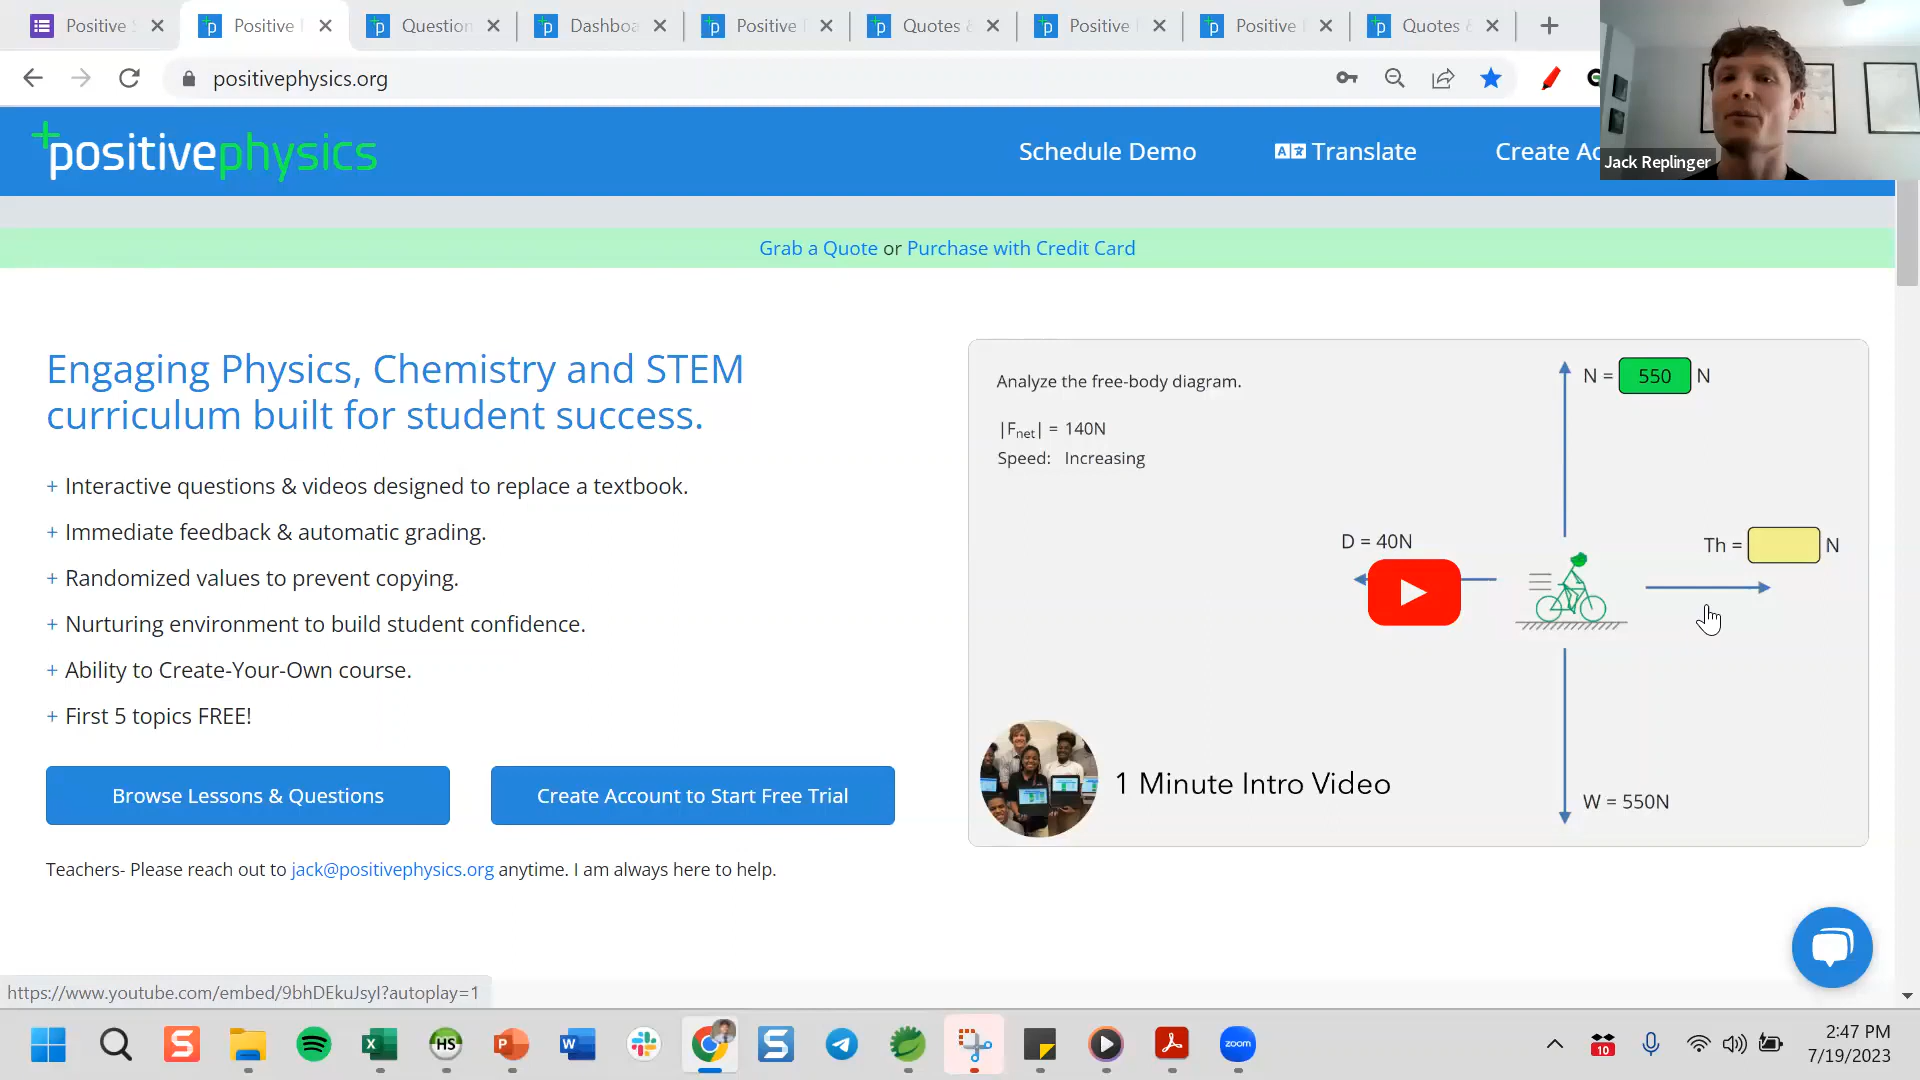 Positive
Positive
Question
Dashboa
Positive
Quotes &
Positive
Positive
Quotes &
positivephysics.org
+positivephysics
Schedule Demo
Translate
Create Ac
Jack Replinger
Grab a Quote or Purchase with Credit Card
Engaging Physics, Chemistry and STEM
curriculum built for student success.
+ Interactive questions & videos designed to replace a textbook.
+ Immediate feedback & automatic grading.
+ Randomized values to prevent copying.
+ Nurturing environment to build student confidence.
+ Ability to Create-Your-Own course.
+ First 5 topics FREE!
Browse Lessons & Questions
Create Account to Start Free Trial
Teachers- Please reach out to jack@positivephysics.org anytime. I am always here to help.
Analyze the free-body diagram.
|Fnet| = 140N
Speed: Increasing
N = 550 N
D = 40N
Th = N
W = 550N
1 Minute Intro Video
https://www.youtube.com/embed/9bhDEkuJsyI?autoplay=1
HS
zoom
10
2:47 PM
7/19/2023